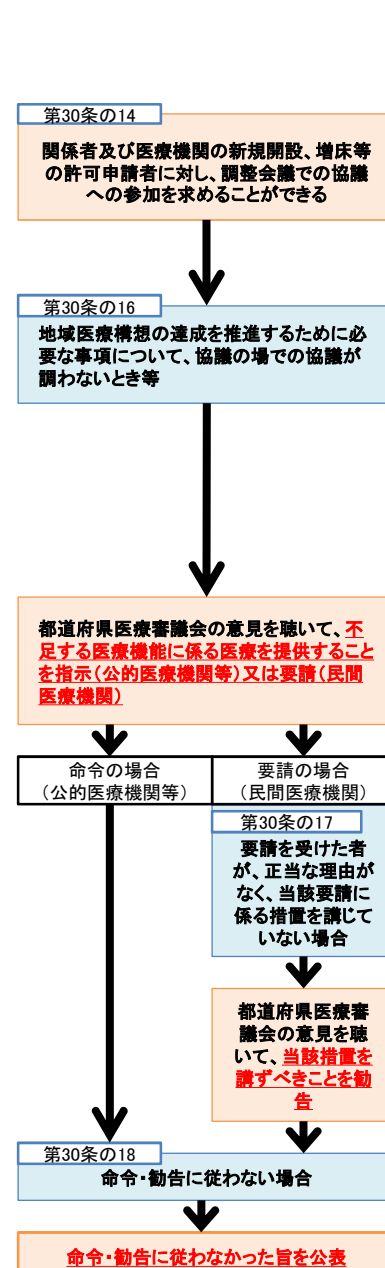 第30条の14
関係者及び医療機関の新規開設、増床等
の許可申請者に対し、調整会議での協議
への参加を求めることができる
第30条の16
地域医療構想の達成を推進するために必
要な事項について、協議の場での協議が
調わないとき等
都道府県医療審議会の意見を聴いて、不
足する医療機能に係る医療を提供すること
を指示（公的医療機関等）又は要請（民間
医療機関）
命令の場合
（公的医療機関等）
要請の場合
（民間医療機関）
第30条の17
要請を受けた者
が、正当な理由が
なく、当該要請に
係る措置を講じて
いない場合
都道府県医療審
議会の意見を聴
いて、当該措置を
講ずべきことを勧
告
第30条の18
命令・勧告に従わない場合
命令・勧告に従わなかった旨を公表